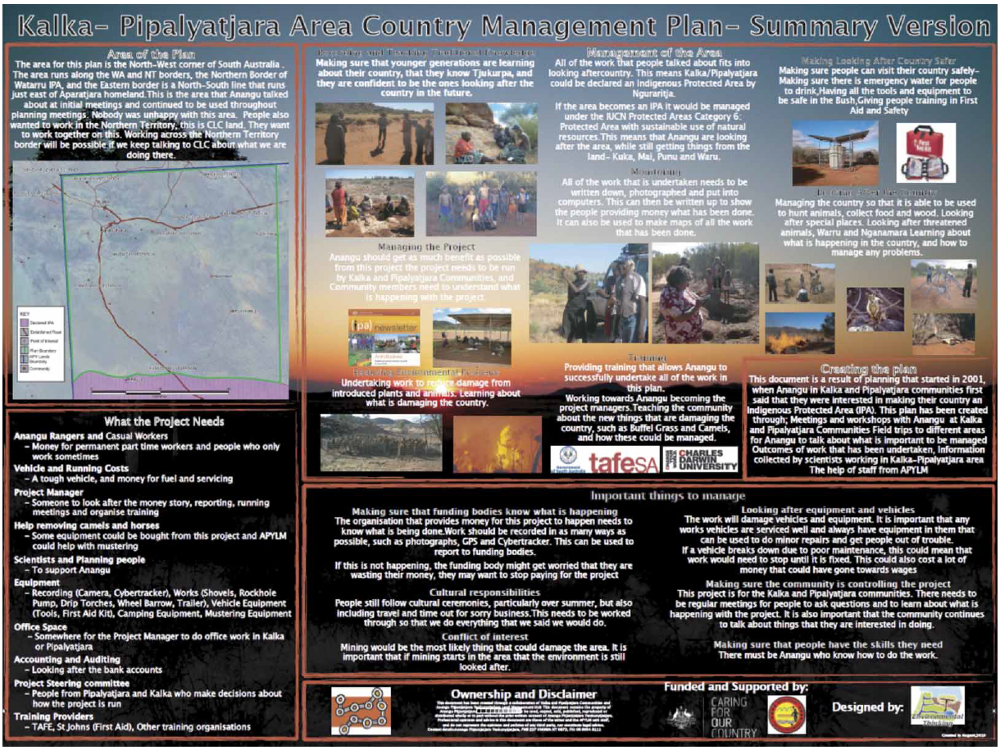 Kalka- Pipalyatjara Area Country Management Plan- Summary Version
Area of the Plan
The area for this plan is the North-West corner of South Australia .
The area runs along the WA and NT borders, the Northern Border of
Watarru IPA, and the Eastern border is a North-South line that runs
just east of Aparatjara homeland.This is the area that Anangu talked
about at initial meetings and continued to be used throughout
planning meetings. Nobody was unhappy with this area. People also
wanted to work in the Northern Territory, this is CLC land. They want
to work together on this. Working across the Northern Territory
border will be possible if we keep talking to CLC about what we are
doing there.
KEY
Declared IPA
Established Road
Point of Interest
Plan Boundary
APY Lands
Boundary
Community
What the Project Needs
Anangu Rangers and Casual Workers
- Money for permanent part time workers and people who only
work sometimes
Vehicle and Running Costs
- A tough vehicle, and money for fuel and servicing
Project Manager
- Someone to look after the money story, reporting, running
meetings and organise training
Help removing camels and horses
- Some equipment could be bought from this project and APYLM
could help with mustering
Scientists and Planning people
- To support Anangu
Equipment
- Recording (Camera, Cybertracker), Works (Shovels, Rockhole
Pump, Drip Torches, Wheel Barrow, Trailer), Vehicle Equipment
(Tools, First Aid Kit), Camping Equipment, Mustering Equipment
Office Space
- Somewhere for the Project Manager to do office work in Kalka
or Pipalyatjara
Accounting and Auditing
- Looking after the bank accounts
Project Steering committee
- People from Pipalyatjara and Kalka who make decisions about
how the project is run
Training Providers
- TAFE, St Johns (First Aid), Other training organisations
Recording and Teaching Traditional Knowledge
Making sure that younger generations are learning
about their country, that they know Tjukurpa, and
they are confident to be the ones looking after the
country in the future.
Managing the Project
Anangu should get as much benefit as possible
from this project the project needs to be run
by Kalka and Pipalyatjara Communities, and
Community members need to understand what
is happening with the project.
ipa newsletter
Reducing Environmental Problems
Undertaking work to reduce damage from
introduced plants and animals. Learning about
what is damaging the country.
Management of the Area
All of the work that people talked about fits into
looking aftercountry. This means Kalka/Pipalyatjara
could be declared an Indigenous Protected Area by
Nguraritja.
If the area becomes an IPA it would be managed
under the IUCN Protected Areas Category 6:
Protected Area with sustainable use of natural
resources.This means that Anangu are looking
after the area, while still getting things from the
land- Kuka, Mai, Punu and Waru.
Monitoring
All of the work that is undertaken needs to be
written down, photographed and put into
computers. This can then be written up to show
the people providing money what has been done.
It can also be used to make maps of all the work
that has been done.
Training
Providing training that allows Anangu to
successfully undertake all of the work in
this plan.
Working towards Anangu becoming the
project managers.Teaching the community
about the new things that are damaging the
country, such as Buffel Grass and Camels,
and how these could be managed.
Government
of South Australia
tafeSA
CHARLES
DARWIN
UNIVERSITY
Making Looking After Country Safer
Making sure people can visit their country safely-
Making sure there is emergency water for people
to drink,Having all the tools and equipment to
be safe in the Bush,Giving people training in First
Aid and Safety
First Aid Kit
Looking After the Country
Managing the country so that it is able to be used
to hunt animals, collect food and wood. Looking
after special places. Looking after threatened
animals, Warru and Nganamara Learning about
what is happening in the country, and how to
manage any problems.
Creating the plan
This document is a result of planning that started in 2001,
when Anangu in Kalka and Pipalyatjara communities first
said that they were interested in making their country an
Indigenous Protected Area (IPA). This plan has been created
through; Meetings and workshops with Anangu at Kalka
and Pipalyatjara Communities Field trips to different areas
for Anangu to talk about what is important to be managed
Outcomes of work that has been undertaken, Information
collected by scientists working in Kalka-Pipalyatjara area
The help of staff from APYLM
Important things to manage
Making sure that funding bodies know what is happening
The organisation that provides money for this project to happen needs to
know what is being done.Work should be recorded in as many ways as
possible, such as photographs, GPS and Cybertracker. This can be used to
report to funding bodies.
If this is not happening, the funding body might get worried that they are
wasting their money, they may want to stop paying for the project
Cultural responsibilities
People still follow cultural ceremonies, particularly over summer, but also
including travel and time out for sorry business.This needs to be worked
through so that we do everything that we said we would do.
Conflict of interest
Mining would be the most likely thing that could damage the area. It is
important that if mining starts in the area that the environment is still
looked after.
Looking after equipment and vehicles
The work will damage vehicles and equipment. It is important that any
works vehicles are serviced well and always have equipment in them that
can be used to do minor repairs and get people out of trouble.
If a vehicle breaks down due to poor maintenance, this could mean that
work would need to stop until it is fixed. This could also cost a lot of
money that could have gone towards wages
Making sure the community is controlling the project
This project is for the Kalka and Pipalyatjara communities. There needs to
be regular meetings for people to ask questions and to learn about what is
happening with the project. It is also important that the community continues
to talk about things that they are interested in doing.
Making sure that people have the skills they need
There must be Anangu who know how to do the work.
Ownership and Disclaimer
Funded and Supported by:
CARING
FOR
OUR
COUNTRY
Designed by:
Environmental
Thinking
Created in August,2010